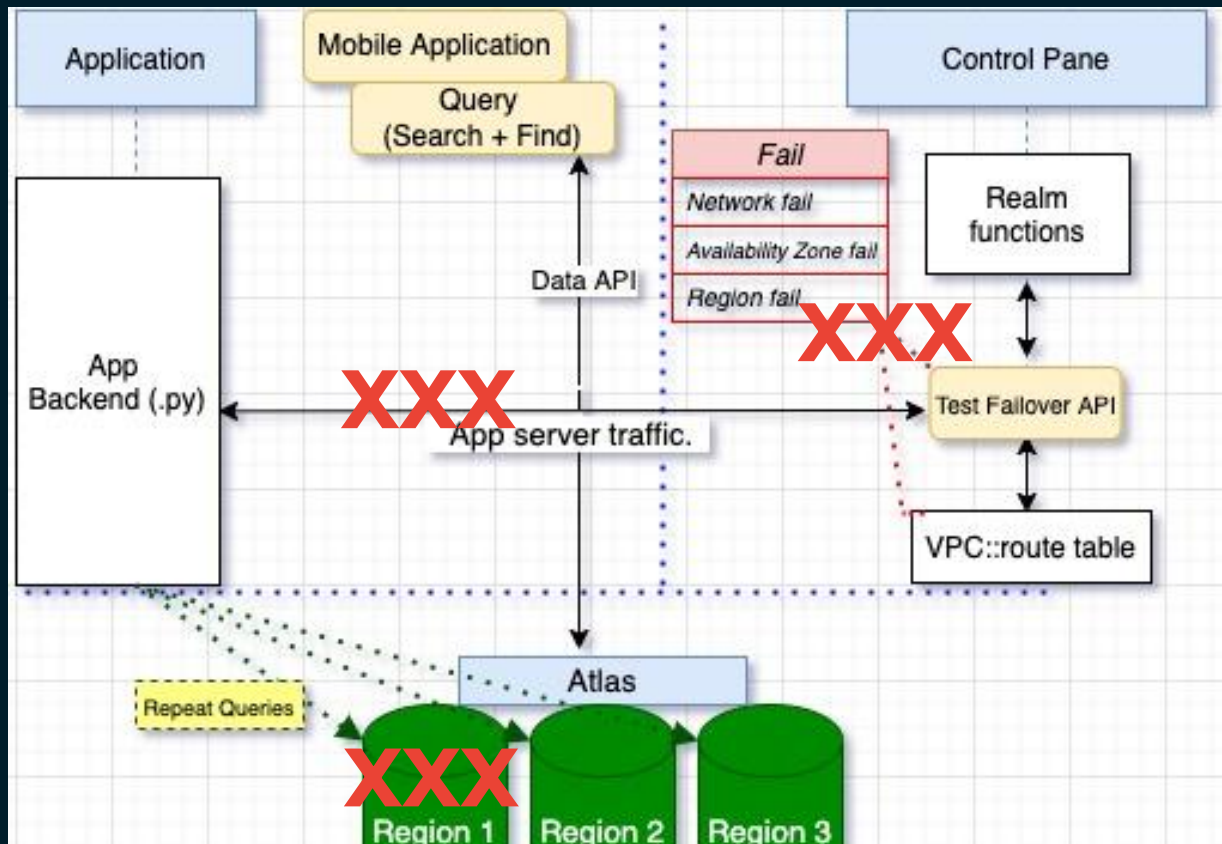 Application
Mobile Application
Query
(Search + Find)
Control Pane
Fail
Network fail
Availability Zone fail
Region fail
XXX
Realm
functions
Data API
App
Backend (.py)
XXX
App server traffic.
Test Failover API
VPC::route table
Atlas
Repeat Queries
XXX
Region 1
Region 2
Region 3